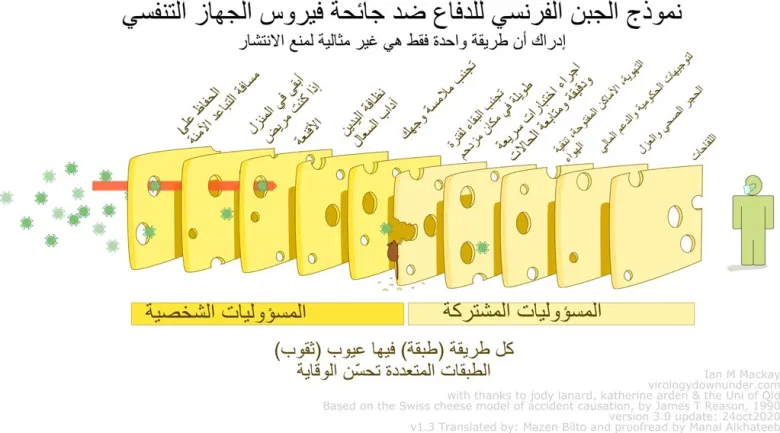 نموذج الجبن الفرنسي للدفاع ضد جائحة فيروس الجهاز التنفسي
إدراك أن طريقة واحدة فقط هي غير مثالية لمنع الانتشار
الحفاظ على
مسافة التباعد الآمنة
أبقى في المنزل
إذا كنت مريض
الأقنعة
نظافة اليدين
آداب السعال
تجنب ملامسة وجهك
تجنب البقاء لفترة
طويلة في مكان مزدحم
اجراء اختبارات سريعة
ودقيقة ومتابعة الحالات
التهوية، الأماكن المفتوحة، تنقية
الهواء
توجيهات الحكومية والدعم المالي
الحجر الصحي والعزل
اللقاحات
المسؤوليات الشخصية
المسؤوليات المشتركة
كل طريقة (طبقة) فيها عيوب (ثقوب)
الطبقات المتعددة تحسّن الوقاية
Ian M Mackay
virologydownunder.com
with thanks to jody lanard, katherine arden & the Uni of Qld
Based on the Swiss cheese model of accident causation, by James T Reason, 1990
version 3.0 update: 24oct2020
v1.3 Translated by: Mazen Bilto and proofread by Manal Alkhateeb